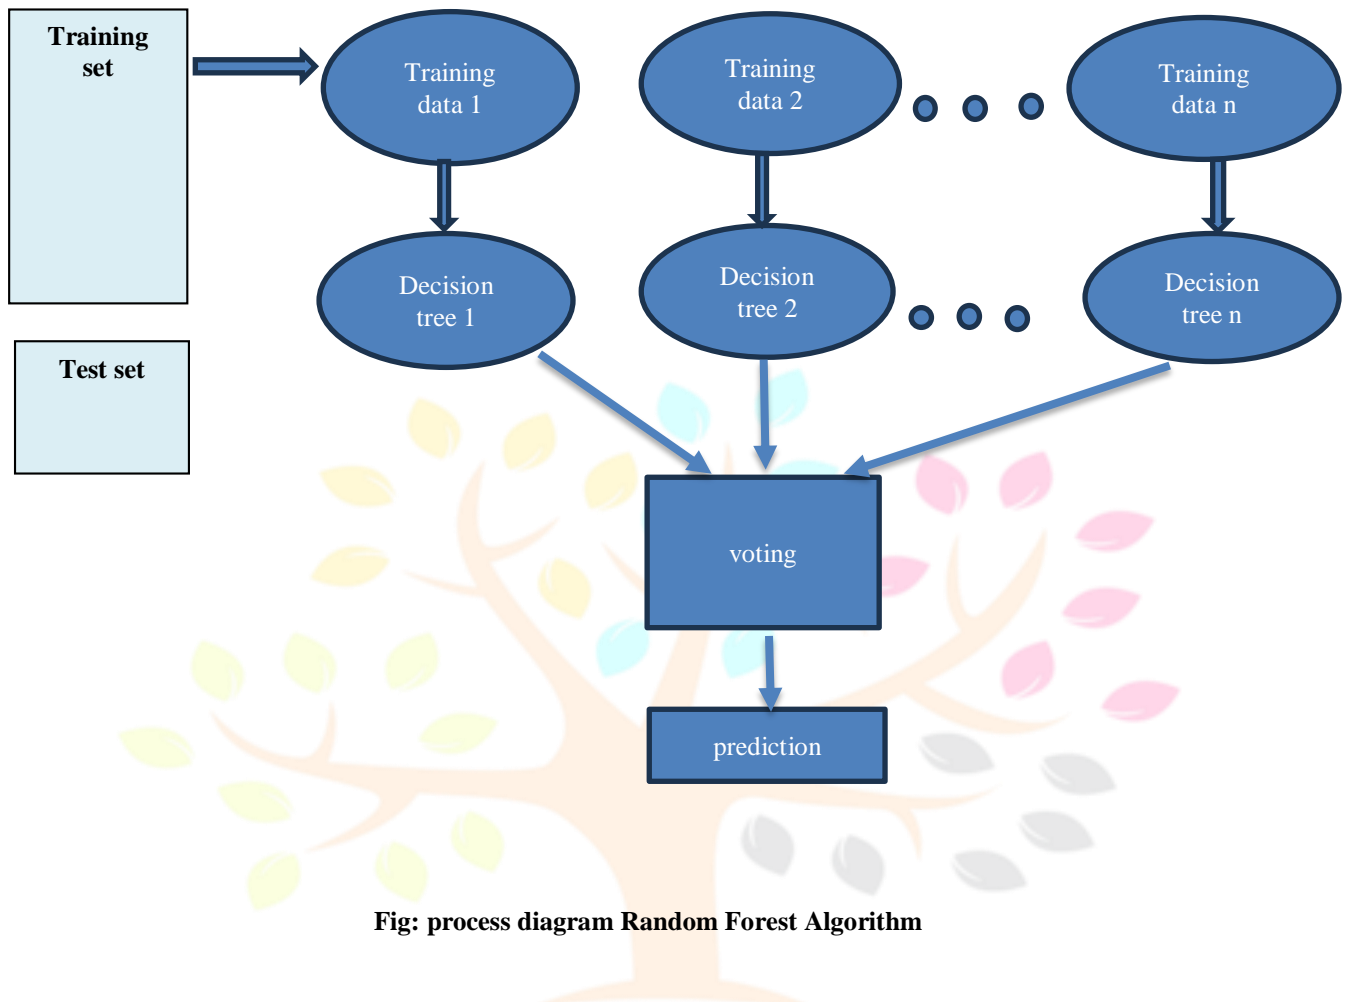 Training
set
Training
data 1
Training
data 2
Training
data n
Decision
tree 1
Decision
tree 2
Decision
tree n
Test set
voting
prediction
Fig: process diagram Random Forest Algorithm